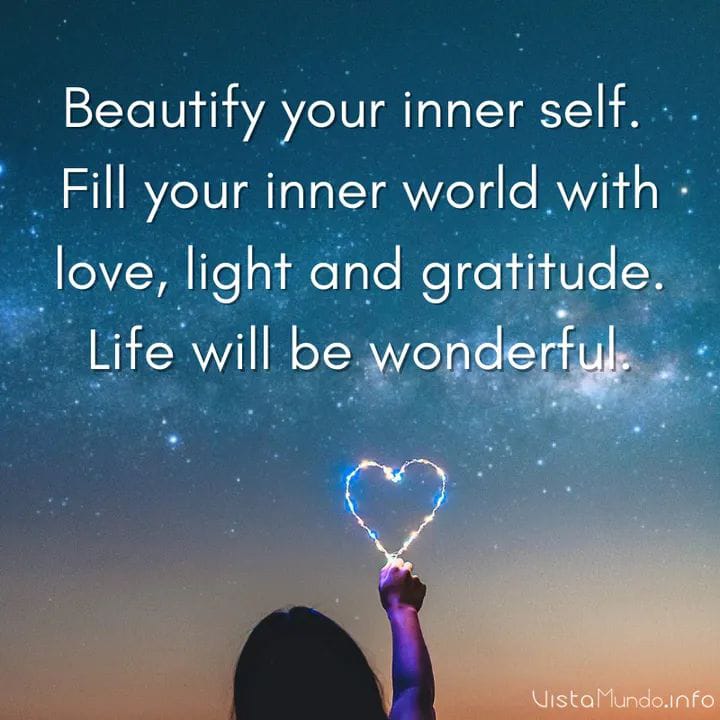 Beautify your inner self.
Fill your inner world with
love, light and gratitude.
Life will be wonderful.
VistaMundo.info